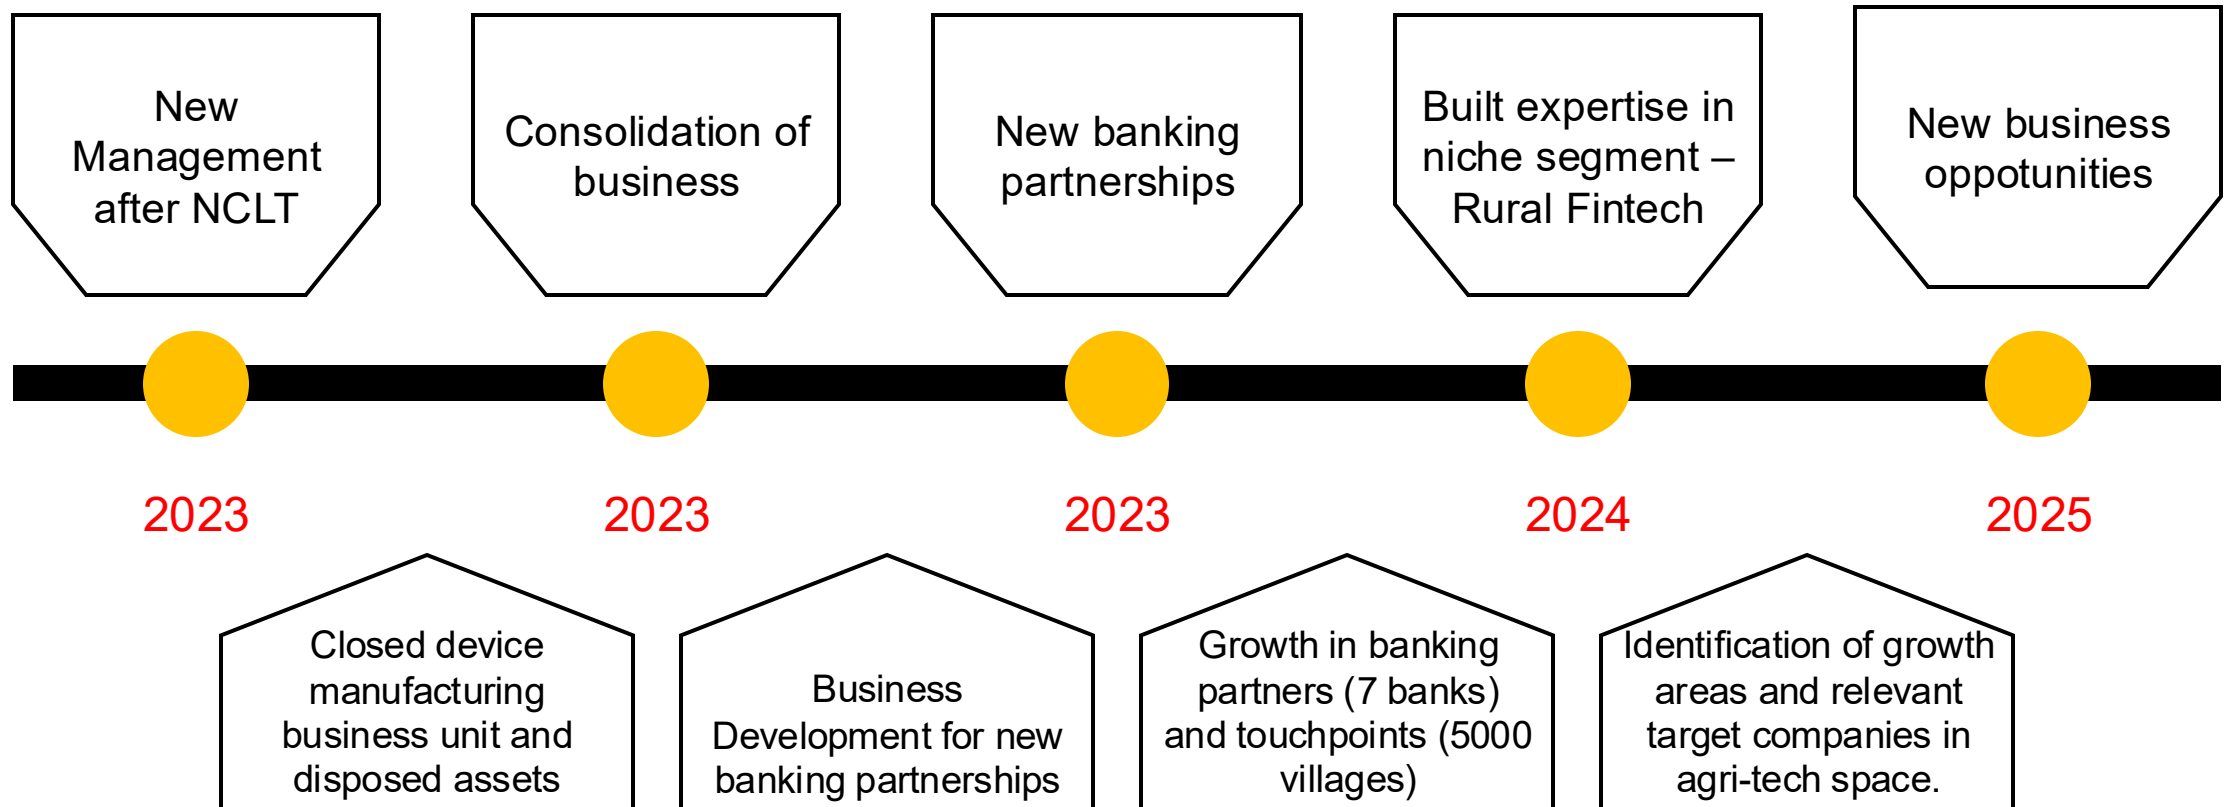 New
Management
after NCLT
Consolidation of
business
New banking
partnerships
Built expertise in
niche segment –
Rural Fintech
New business
oppotunities
2023
2023
2023
2024
2025
Closed device
manufacturing
business unit and
disposed assets
Business
Development for new
banking partnerships
Growth in banking
partners (7 banks)
and touchpoints (5000
villages)
Identification of growth
areas and relevant
target companies in
agri-tech space.